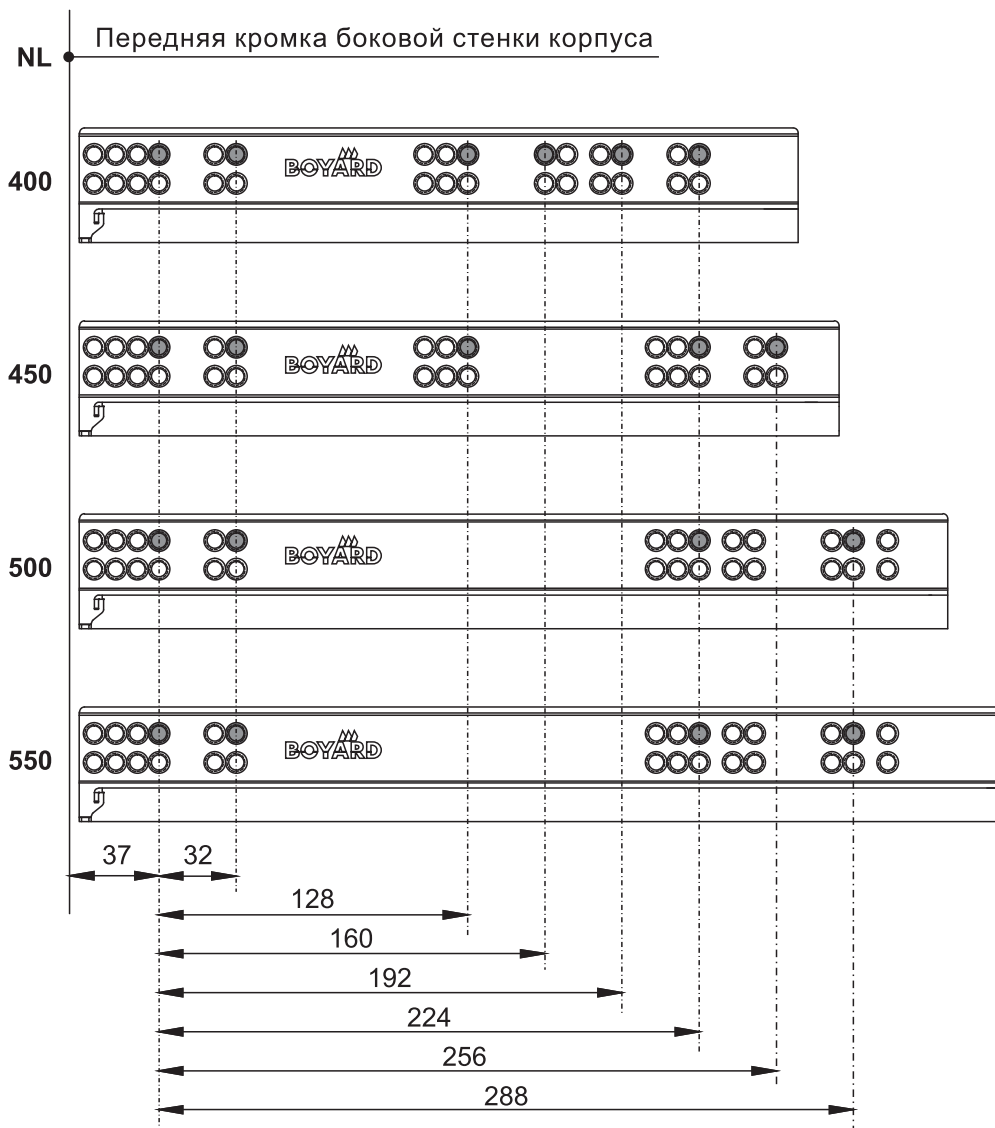 Передняя кромка боковой стенки корпуса
NL
BOYARD
400
BOYARD
450
BOYARD
500
BOYARD
550
37 32
128
160
192
224
256
288